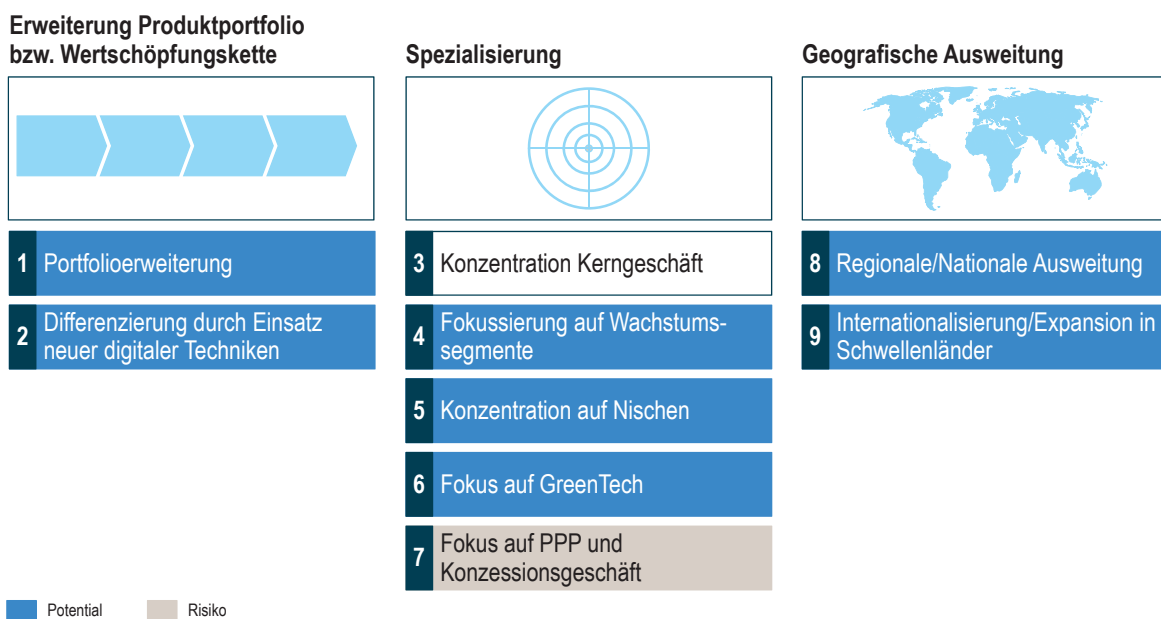 Erweiterung Produktportfolio
bzw. Wertschöpfungskette
1 Portfolioerweiterung
2 Differenzierung durch Einsatz
neuer digitaler Techniken
Spezialisierung
3 Konzentration Kerngeschäft
4 Fokussierung auf Wachstums-
segmente
5 Konzentration auf Nischen
6 Fokus auf GreenTech
7 Fokus auf PPP und
Konzessionsgeschäft
Geografische Ausweitung
8 Regionale/Nationale Ausweitung
9 Internationalisierung/Expansion in
Schwellenländer
Potential
Risiko